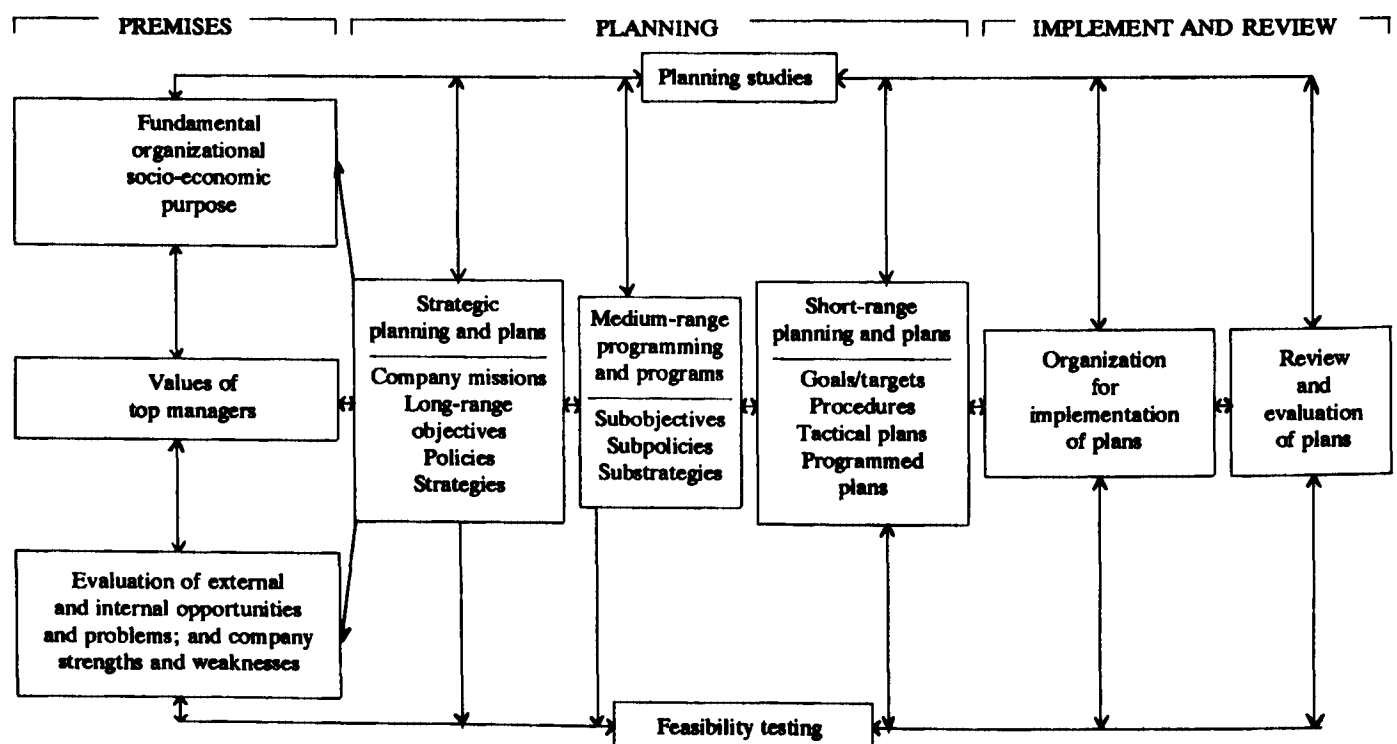 PREMISES
PLANNING
IMPLEMENT AND REVIEW
Planning studies
Fundamental
organizational
socio-economic
purpose
Values of
top managers
Evaluation of external
and internal opportunities
and problems; and company
strengths and weaknesses
Strategic
planning and plans
Company missions
Long-range
objectives
Policies
Strategies
Medium-range
programming
and programs
Subobjectives
Subpolicies
Substrategies
Short-range
planning and plans
Goals/targets
Procedures
Tactical plans
Programmed
plans
Organization
for
implementation
of plans
Review
and
evaluation
of plans
Feasibility testing